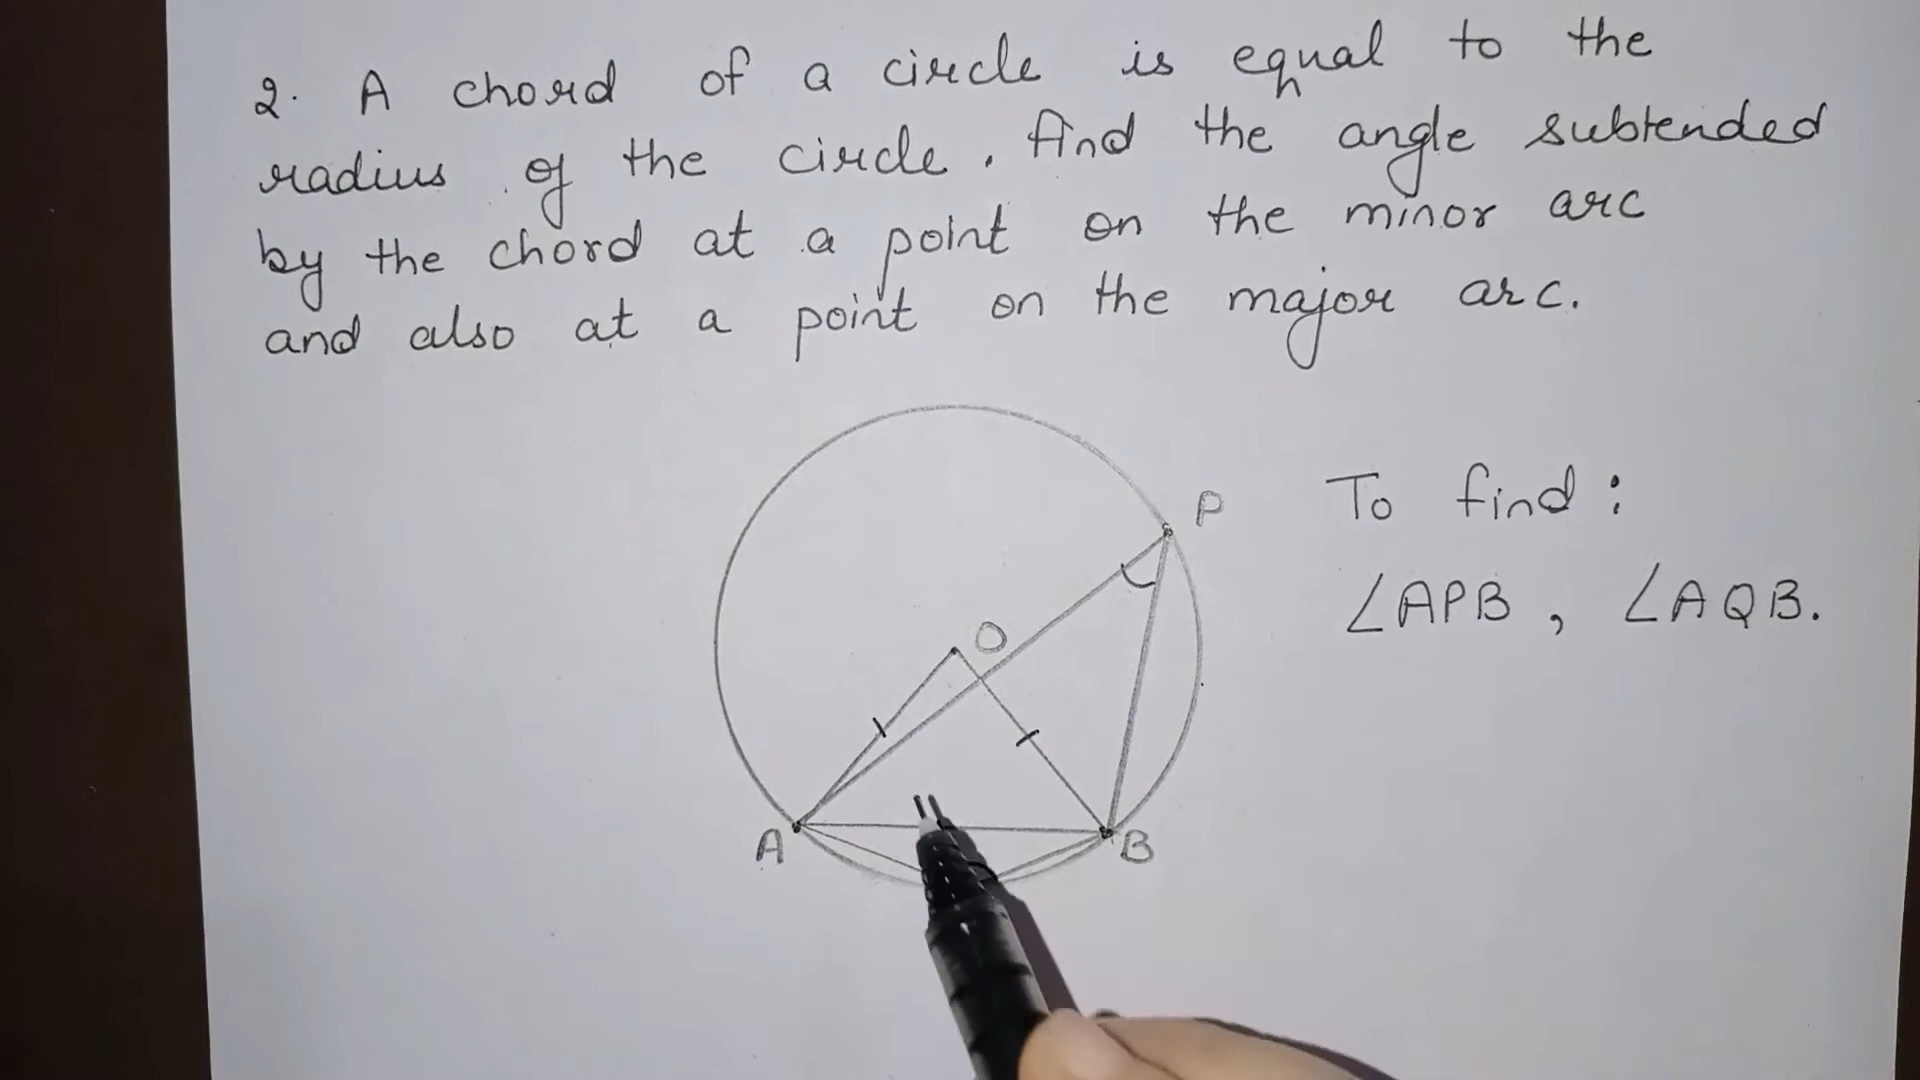 2. A chord of a circle is equal to the
radius of the circle. Find the angle subtended
by the chord at a point on the minor arc
and also at a point on the major arc.
P
To find:
∠APB, ∠AQB.
O
A
B